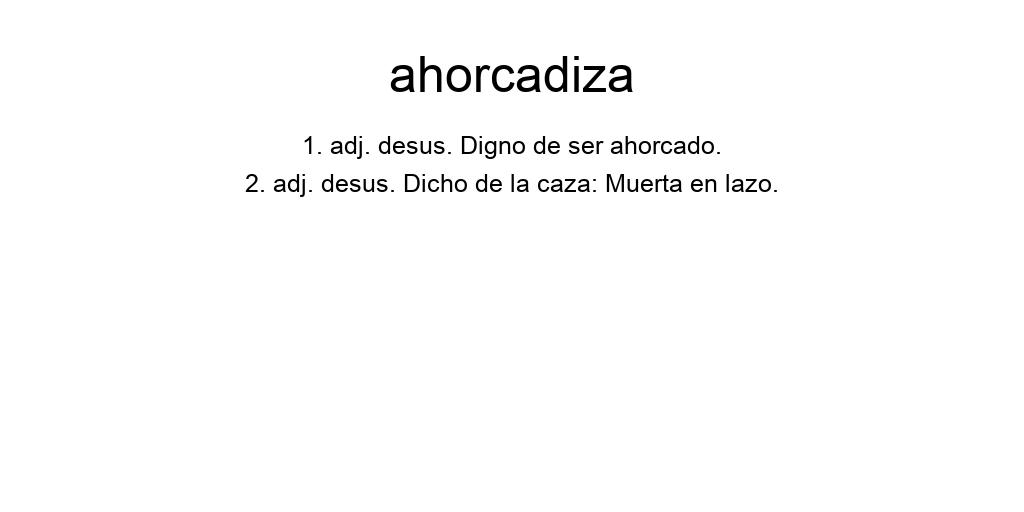 ahorcadiza
1. adj. desus. Digno de ser ahorcado.
2. adj. desus. Dicho de la caza: Muerta en lazo.